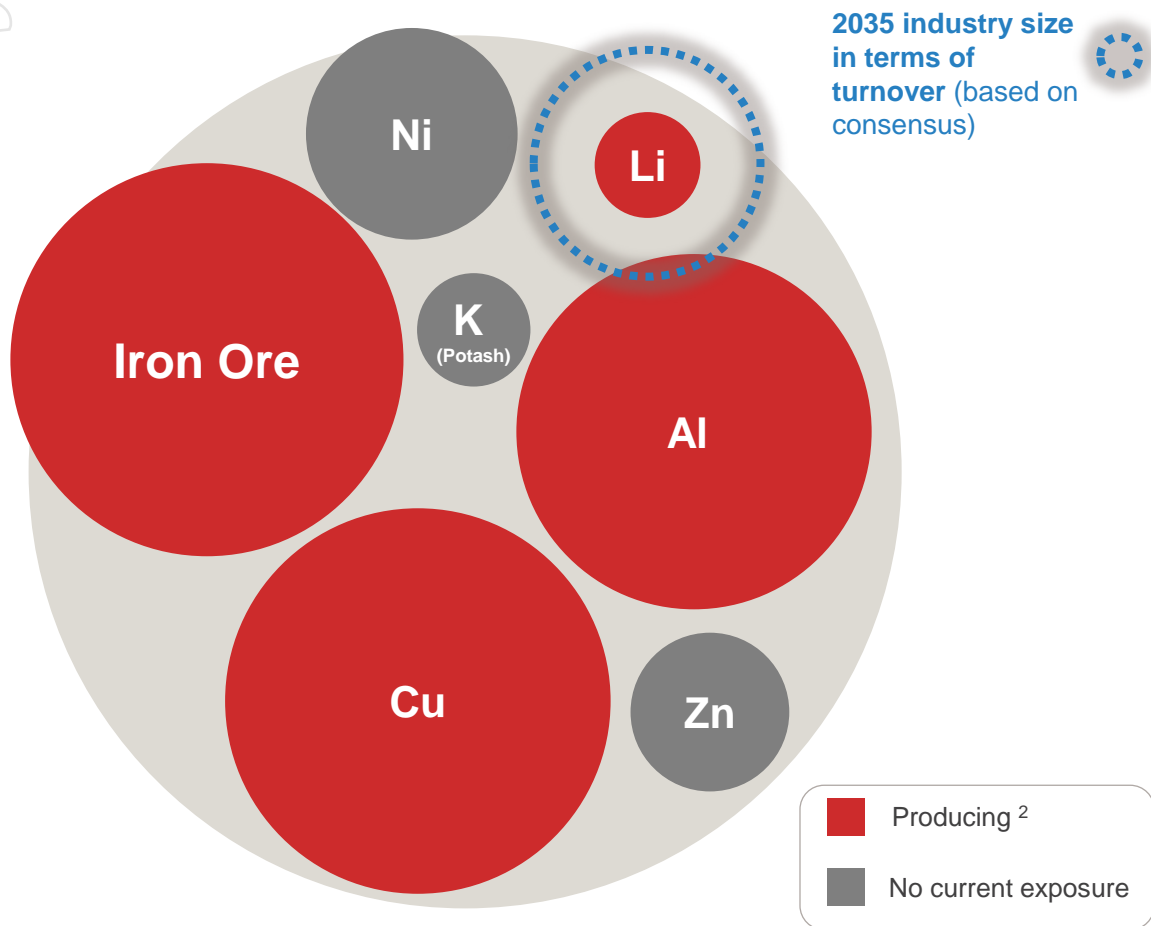 2035 industry size
in terms of
turnover (based on
consensus)
Ni
Li
K
(Potash)
Iron Ore
Al
Cu
Zn
Producing ²
No current exposure